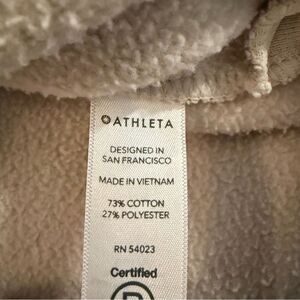 ATHLETA
DESIGNED IN
SAN FRANCISCO
MADE IN VIETNAM
73% COTTON
27% POLYESTER
RN 54023
Certified
B